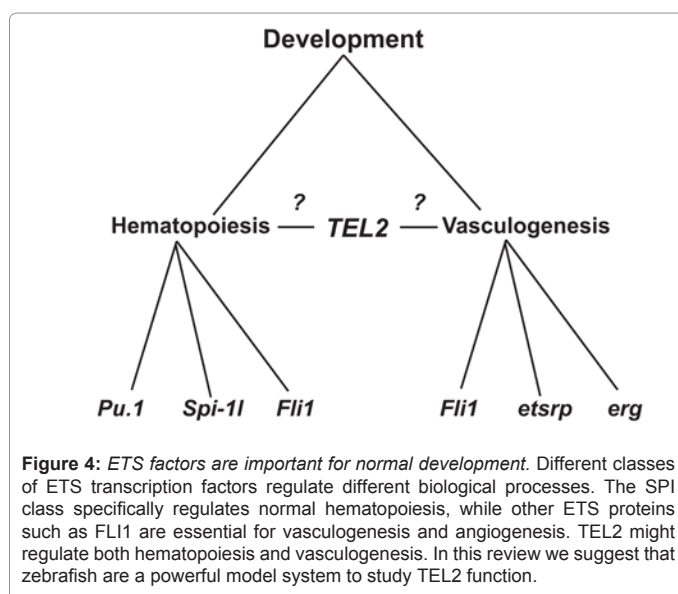 Development
? ?
Hematopoiesis — TEL2 — Vasculogenesis
Pu.1 Spi-1l Fli1 Fli1 etsrp erg
Figure 4: ETS factors are important for normal development. Different classes
of ETS transcription factors regulate different biological processes. The SPI
class specifically regulates normal hematopoiesis, while other ETS proteins
such as FLI1 are essential for vasculogenesis and angiogenesis. TEL2 might
regulate both hematopoiesis and vasculogenesis. In this review we suggest that
zebrafish are a powerful model system to study TEL2 function.